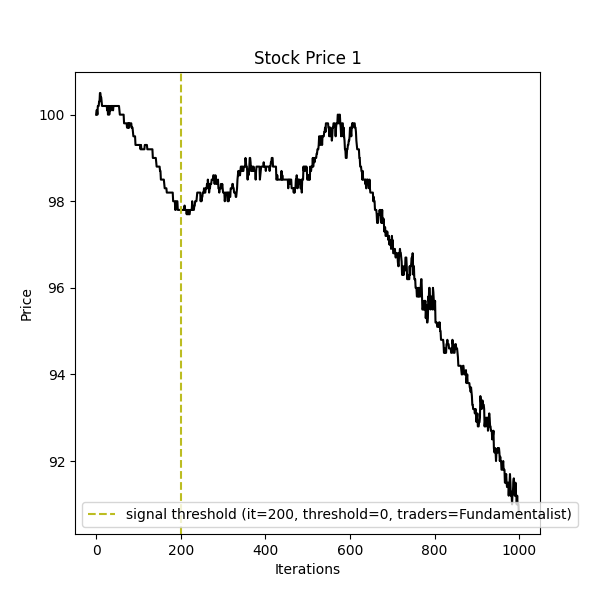 Stock Price 1
Price
100
98
96
94
92
signal threshold (it=200, threshold=0, traders=Fundamentalist)
0 200 400 600 800 1000
Iterations